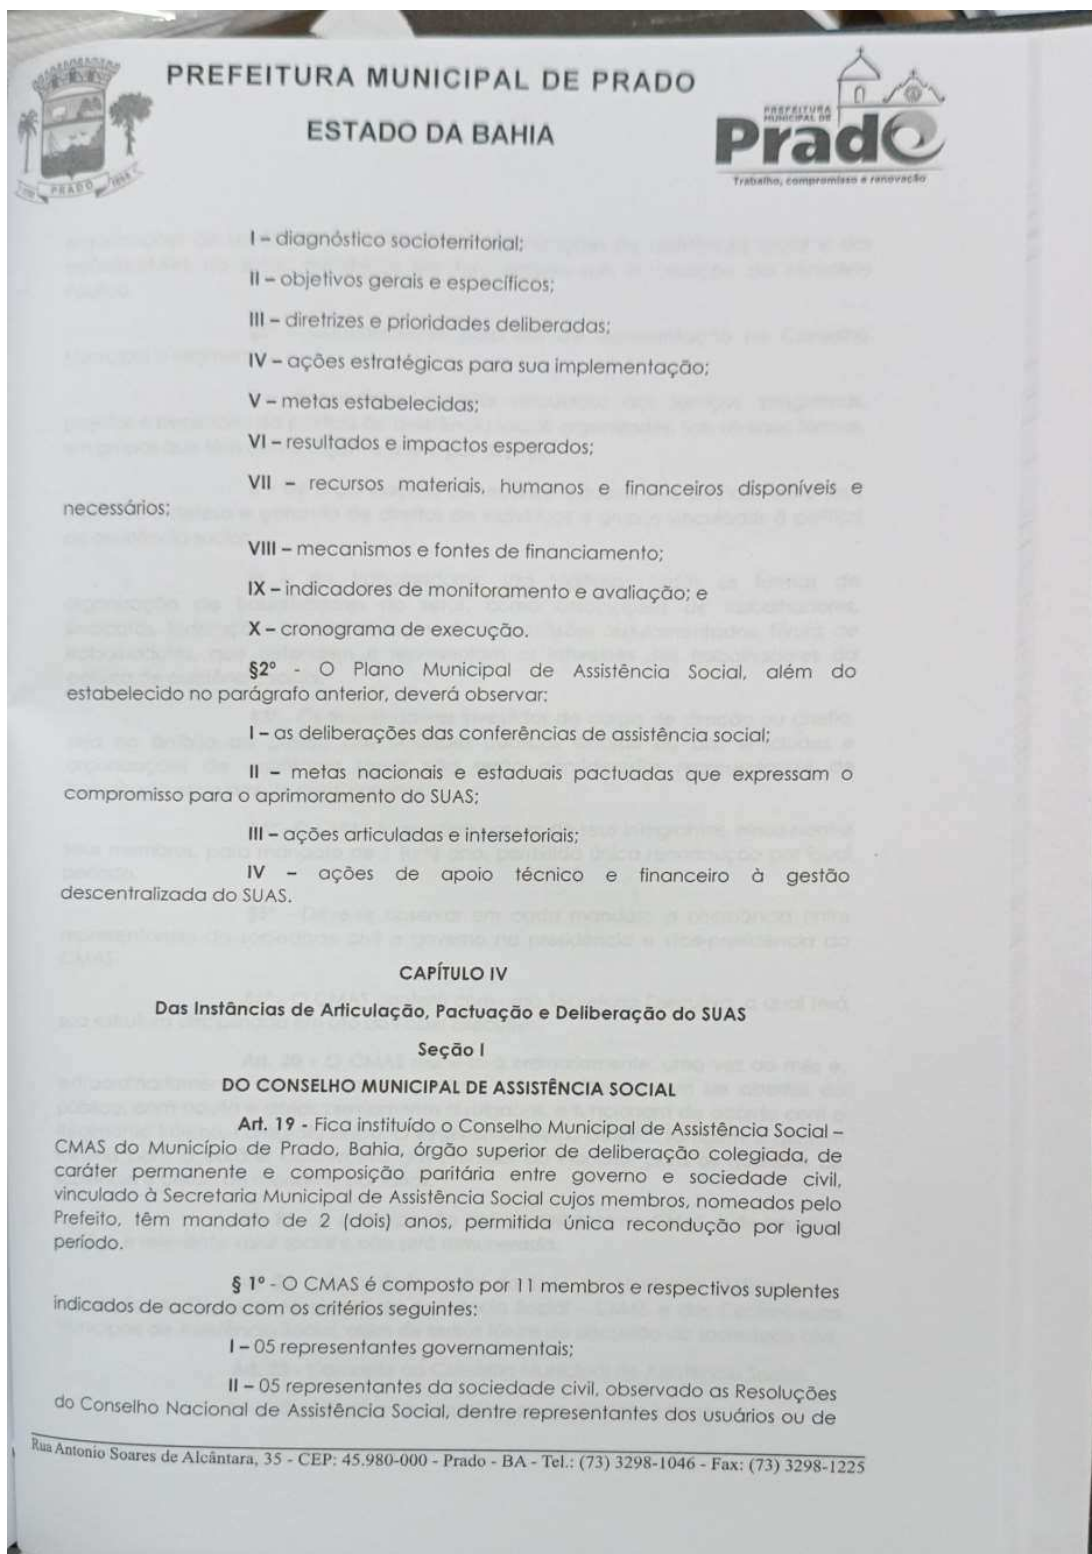 PREFEITURA MUNICIPAL DE PRADO
ESTADO DA BAHIA
PREFEITURA
MUNICIPAL DE
Prado
Trabalho, compromisso e renovação
PRADO
I – diagnóstico socioterritorial;
II – objetivos gerais e específicos;
III – diretrizes e prioridades deliberadas;
IV – ações estratégicas para sua implementação;
V – metas estabelecidas;
VI – resultados e impactos esperados;
VII – recursos materiais, humanos e financeiros disponíveis e
necessários;
VIII – mecanismos e fontes de financiamento;
IX – indicadores de monitoramento e avaliação; e
X – cronograma de execução.
§2º - O Plano Municipal de Assistência Social, além do
estabelecido no parágrafo anterior, deverá observar:
I – as deliberações das conferências de assistência social;
II – metas nacionais e estaduais pactuadas que expressam o
compromisso para o aprimoramento do SUAS;
III – ações articuladas e intersetoriais;
IV – ações de apoio técnico e financeiro à gestão
descentralizada do SUAS.
CAPÍTULO IV
Das Instâncias de Articulação, Pactuação e Deliberação do SUAS
Seção I
DO CONSELHO MUNICIPAL DE ASSISTÊNCIA SOCIAL
Art. 19 - Fica instituído o Conselho Municipal de Assistência Social –
CMAS do Município de Prado, Bahia, órgão superior de deliberação colegiada, de
caráter permanente e composição paritária entre governo e sociedade civil,
vinculado à Secretaria Municipal de Assistência Social cujos membros, nomeados pelo
Prefeito, têm mandato de 2 (dois) anos, permitida única recondução por igual
período.
§ 1º - O CMAS é composto por 11 membros e respectivos suplentes
indicados de acordo com os critérios seguintes:
I – 05 representantes governamentais;
II – 05 representantes da sociedade civil, observado as Resoluções
do Conselho Nacional de Assistência Social, dentre representantes dos usuários ou de
Rua Antonio Soares de Alcântara, 35 - CEP: 45.980-000 - Prado - BA - Tel.: (73) 3298-1046 - Fax: (73) 3298-1225